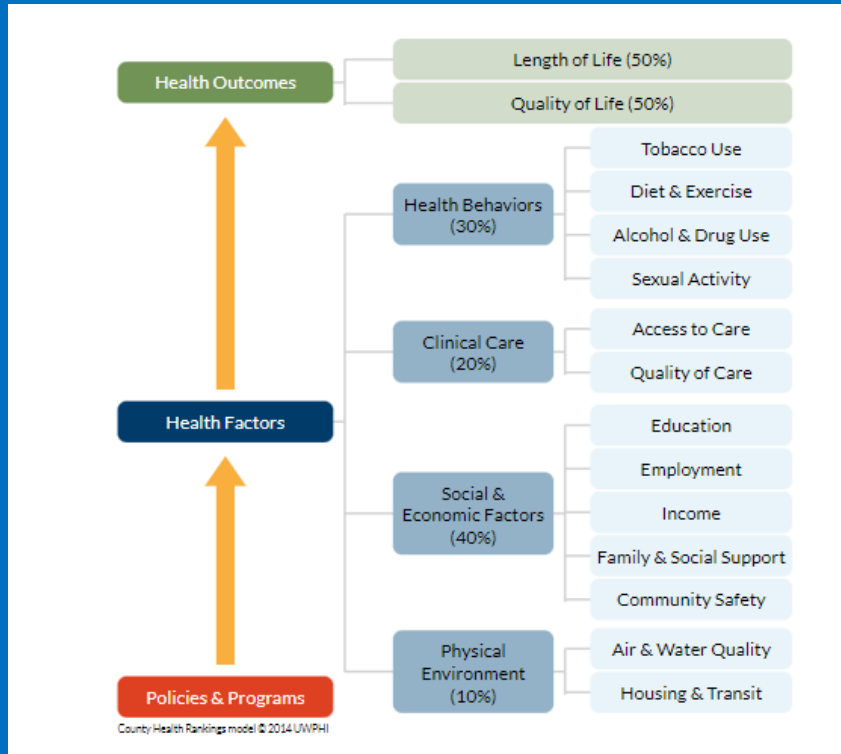 Health Outcomes
Length of Life (50%)
Quality of Life (50%)
Health Factors
Health Behaviors
(30%)
Tobacco Use
Diet & Exercise
Alcohol & Drug Use
Sexual Activity
Clinical Care
(20%)
Access to Care
Quality of Care
Social &
Economic Factors
(40%)
Education
Employment
Income
Family & Social Support
Community Safety
Physical
Environment
(10%)
Air & Water Quality
Housing & Transit
Policies & Programs
County Health Rankings model © 2014 UWPHI